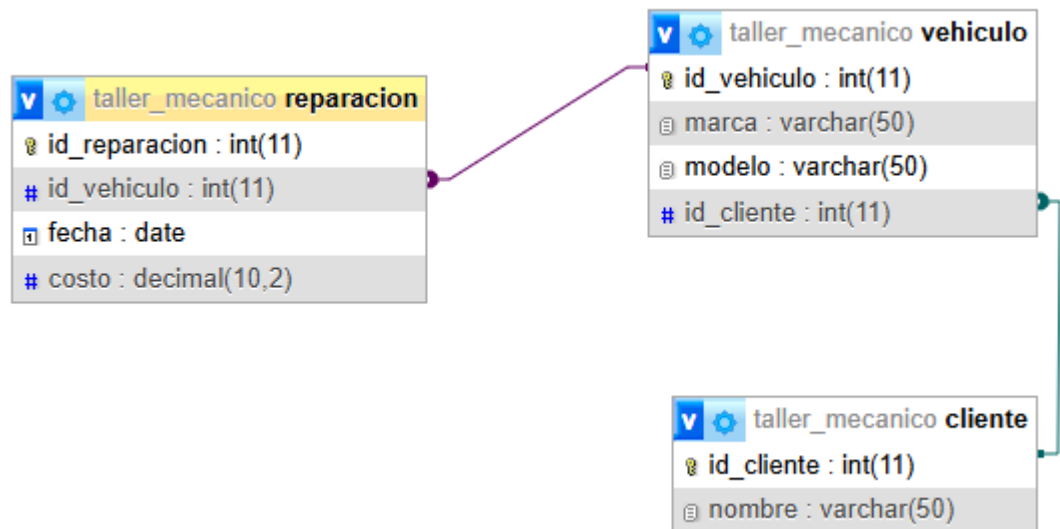 v taller_mecanico reparacion
id_reparacion : int(11)
# id_vehiculo : int(11)
1 fecha : date
# costo : decimal(10,2)
v taller_mecanico vehiculo
id_vehiculo : int(11)
marca : varchar(50)
modelo : varchar(50)
# id_cliente : int(11)
v taller_mecanico cliente
id_cliente : int(11)
nombre : varchar(50)